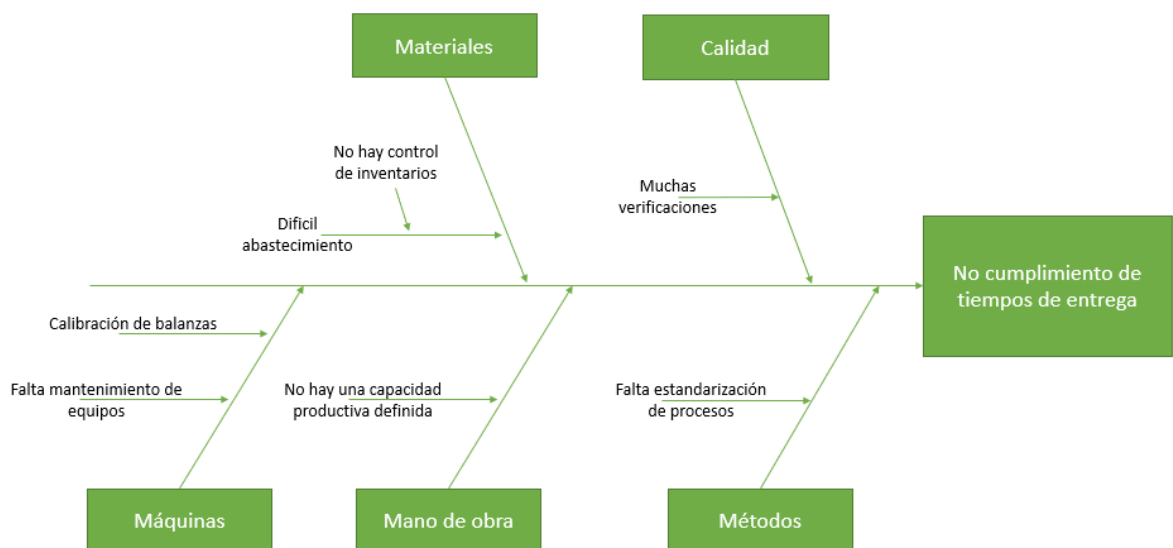 Materiales
Calidad
No hay control
de inventarios
Muchas
verificaciones
Dificil
abastecimiento
No cumplimiento de
tiempos de entrega
Calibración de balanzas
Falta mantenimiento de
equipos
No hay una capacidad
productiva definida
Falta estandarización
de procesos
Máquinas
Mano de obra
Métodos